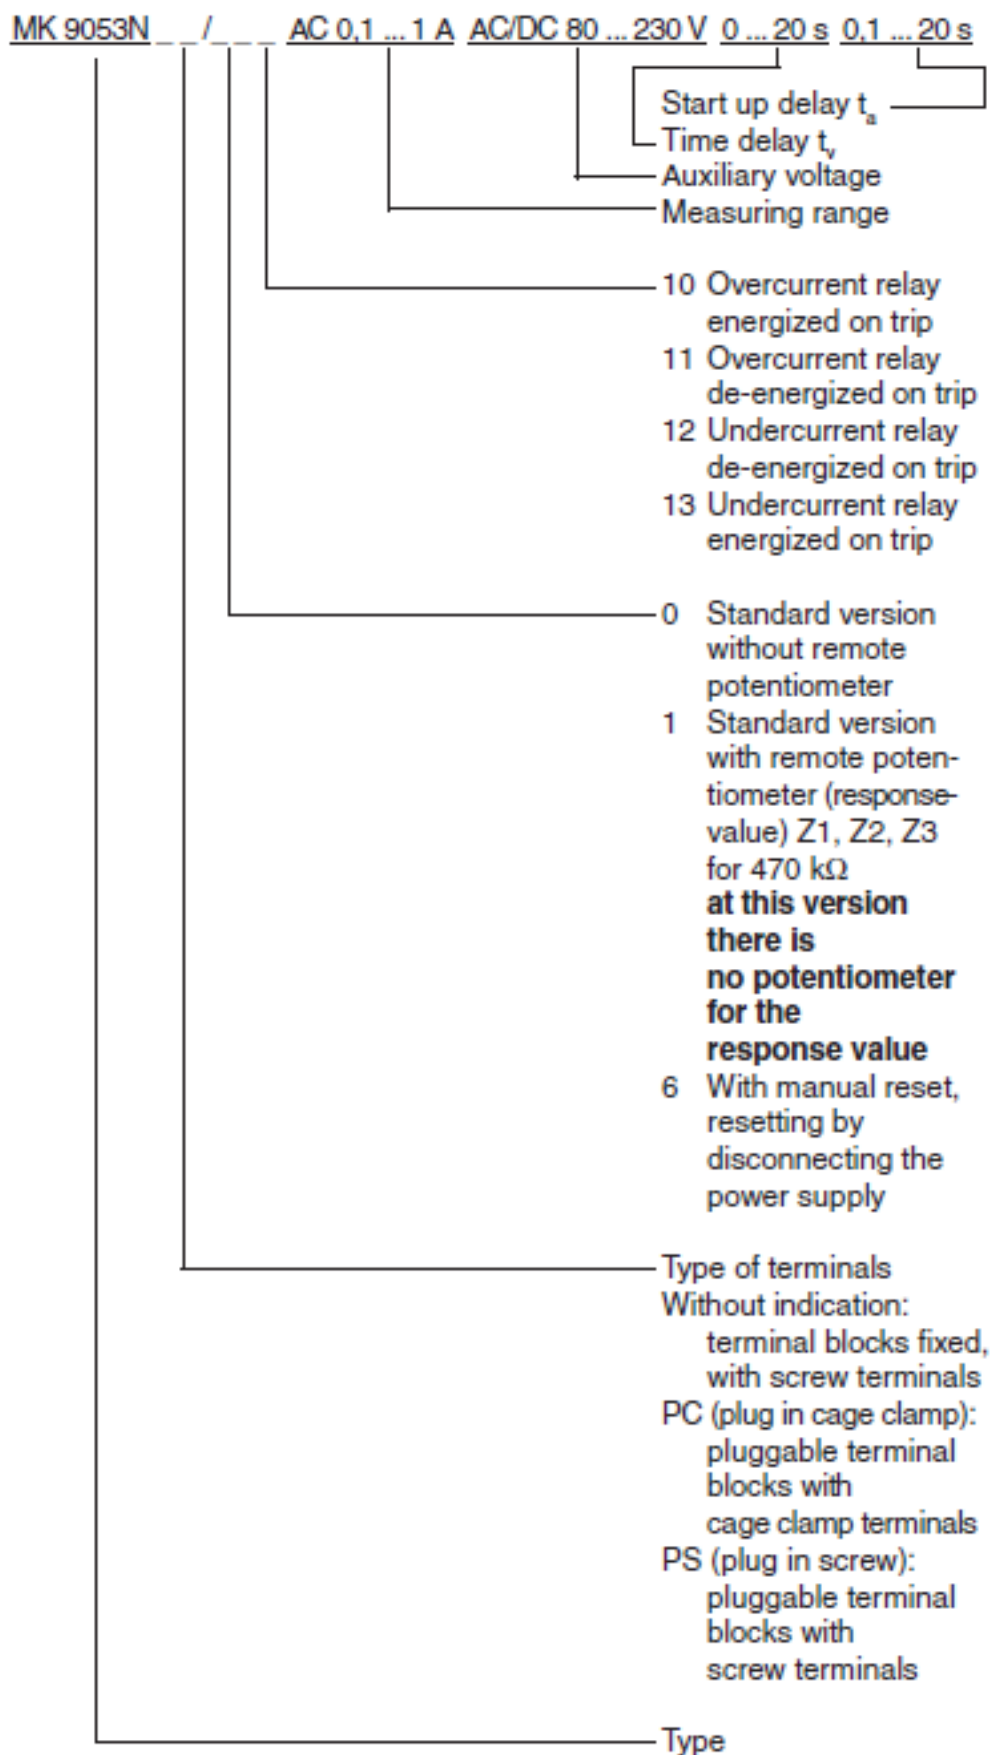 MK 9053N _ _ /_ _ _ AC 0,1 ... 1 A AC/DC 80 ... 230 V 0 ... 20 s 0,1 ... 20 s
Start up delay ta
Time delay tv
Auxiliary voltage
Measuring range
10 Overcurrent relay
energized on trip
11 Overcurrent relay
de-energized on trip
12 Undercurrent relay
de-energized on trip
13 Undercurrent relay
energized on trip
0 Standard version
without remote
potentiometer
1 Standard version
with remote poten-
tiometer (response-
value) Z1, Z2, Z3
for 470 kΩ
at this version
there is
no potentiometer
for the
response value
6 With manual reset,
resetting by
disconnecting the
power supply
Type of terminals
Without indication:
terminal blocks fixed,
with screw terminals
PC (plug in cage clamp):
pluggable terminal
blocks with
cage clamp terminals
PS (plug in screw):
pluggable terminal
blocks with
screw terminals
Type